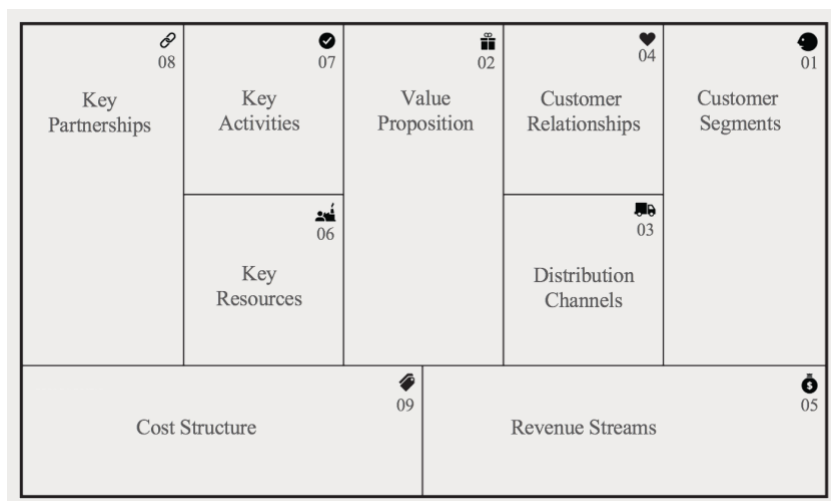 08
Key
Partnerships
07
Key
Activities
06
Key
Resources
02
Value
Proposition
04
Customer
Relationships
03
Distribution
Channels
01
Customer
Segments
09
Cost Structure
05
Revenue Streams